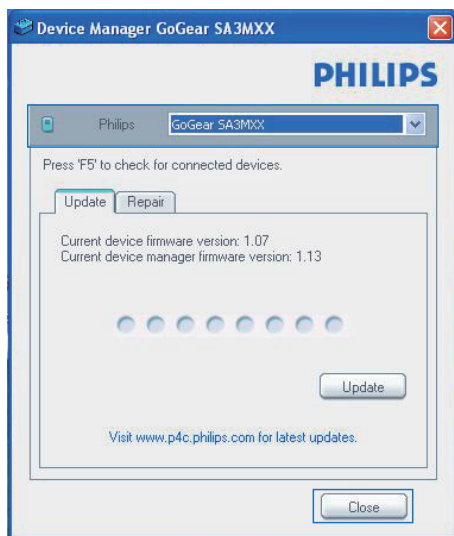 Device Manager GoGear SA3MXX
PHILIPS
Philips GoGear SA3MXX
Press 'F5' to check for connected devices.
Update Repair
Current device firmware version: 1.07
Current device manager firmware version: 1.13
Update
Visit www.p4c.philips.com for latest updates.
Close